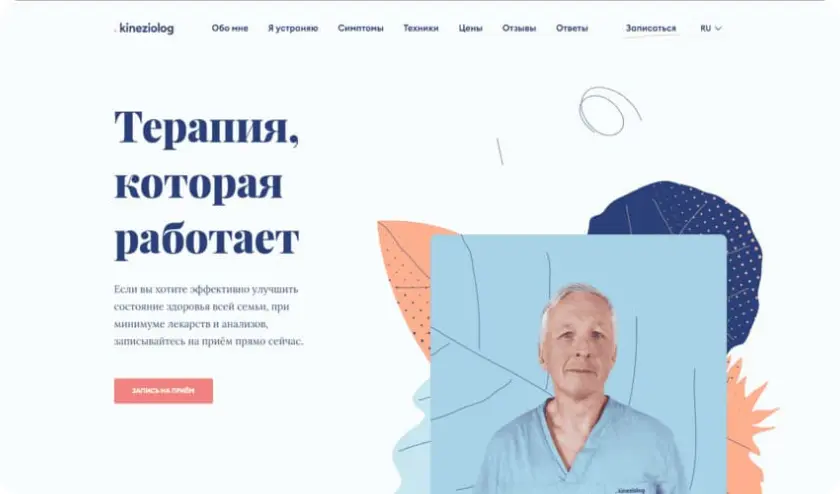 . kineziolog
Обо мне
Я устраняю
Симптомы
Техники
Цены
Отзывы
Ответы
Записаться
RU
Терапия,
которая
работает
Если вы хотите эффективно улучшить
состояние здоровья всей семьи, при
минимуме лекарств и анализов,
записывайтесь на приём прямо сейчас.
ЗАПИСЬ НА ПРИЁМ
. kineziolog